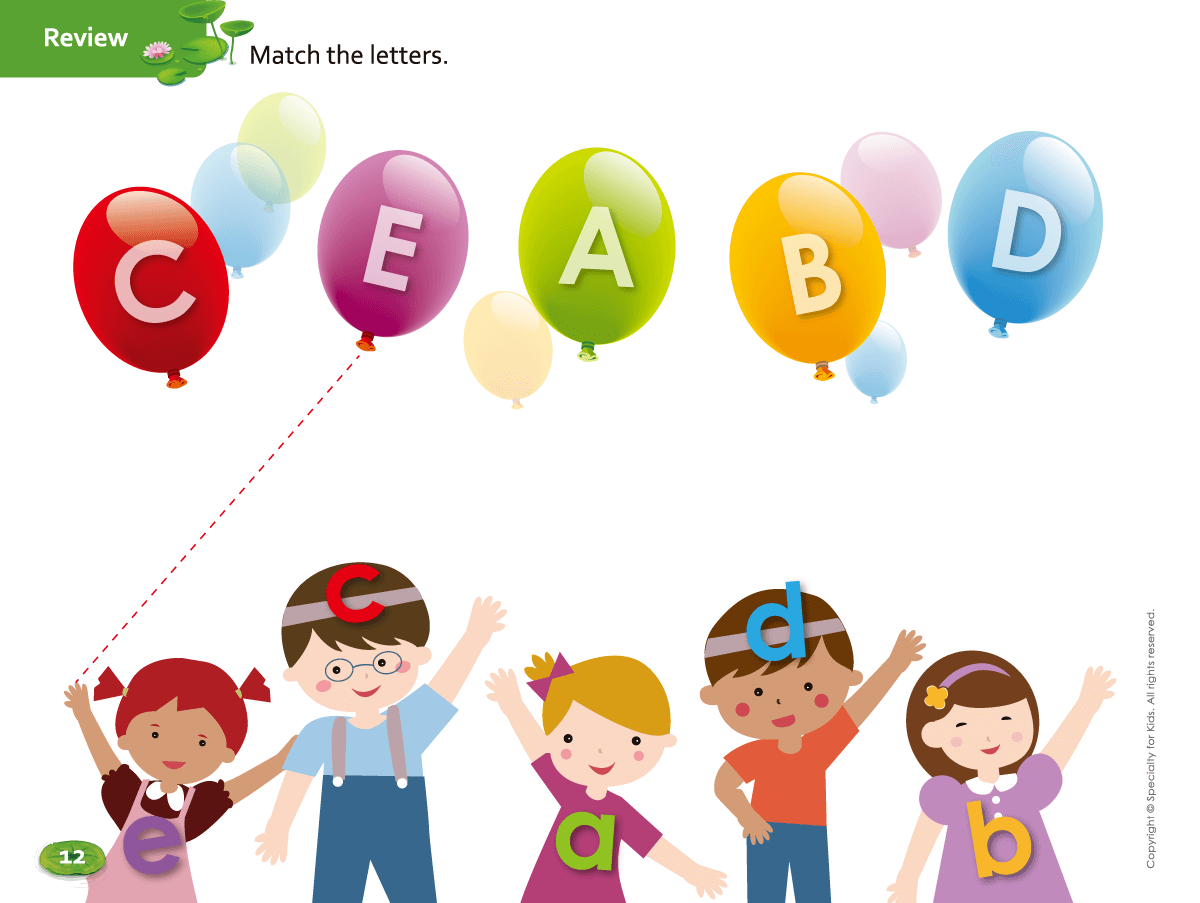 Review
Match the letters.
C E A B D
c d
e a b
12
Copyright © Specialty for Kids. All rights reserved.